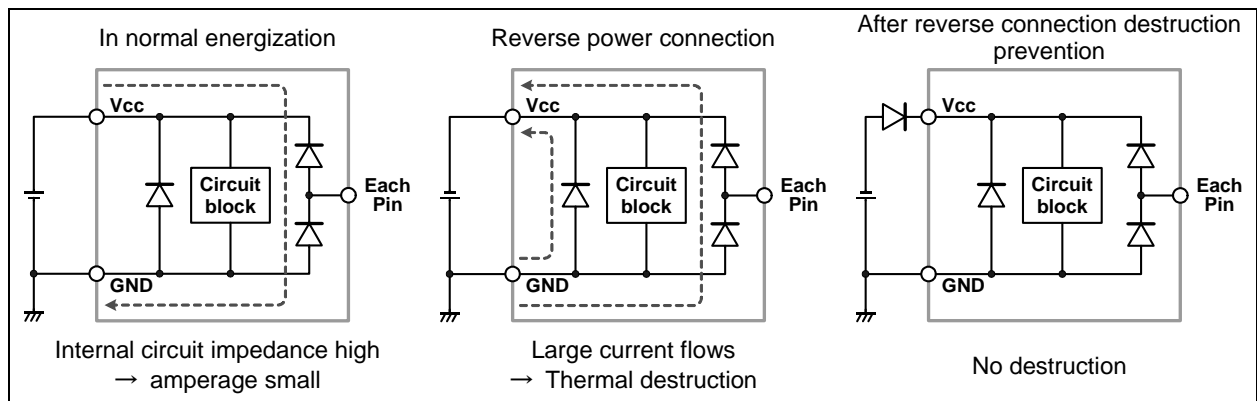 In normal energization
Vcc
Circuit
block
Each
Pin
GND
Internal circuit impedance high
→ amperage small
Reverse power connection
Vcc
Circuit
block
Each
Pin
GND
Large current flows
→ Thermal destruction
After reverse connection destruction
prevention
Vcc
Circuit
block
Each
Pin
GND
No destruction